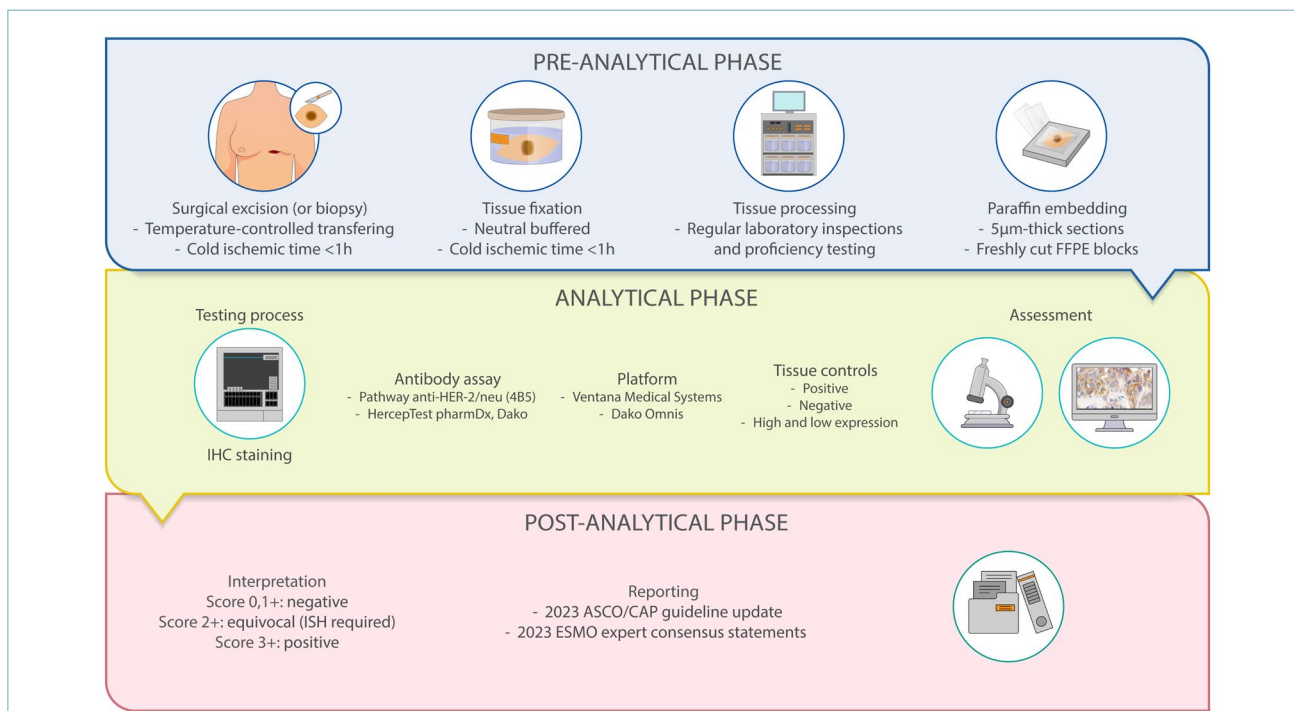 PRE-ANALYTICAL PHASE
Surgical excision (or biopsy)
- Temperature-controlled transfering
- Cold ischemic time <1h
Tissue fixation
- Neutral buffered
- Cold ischemic time <1h
Tissue processing
- Regular laboratory inspections
and proficiency testing
Paraffin embedding
- 5μm-thick sections
- Freshly cut FFPE blocks
ANALYTICAL PHASE
Testing process
IHC staining
Antibody assay
- Pathway anti-HER-2/neu (4B5)
- HercepTest pharmDx, Dako
Platform
- Ventana Medical Systems
- Dako Omnis
Tissue controls
- Positive
- Negative
- High and low expression
Assessment
POST-ANALYTICAL PHASE
Interpretation
Score 0,1+: negative
Score 2+: equivocal (ISH required)
Score 3+: positive
Reporting
- 2023 ASCO/CAP guideline update
- 2023 ESMO expert consensus statements